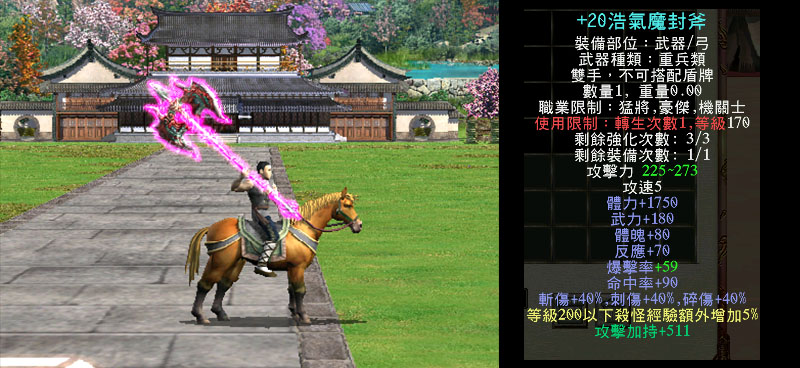 +20浩氣魔封斧
裝備部位：武器/弓
武器種類：重兵類
雙手，不可搭配盾牌
數量1, 重量0.00
職業限制：猛將,豪傑,機關士
使用限制：轉生次數1,等級170
剩餘強化次數: 3/3
剩餘裝備次數: 1/1
攻擊力 225~273
攻速5
體力+1750
武力+180
體魄+80
反應+70
爆擊率+59
命中率+90
斬傷+40%,刺傷+40%,碎傷+40%
等級200以下殺怪經驗額外增加5%
攻擊加持+511